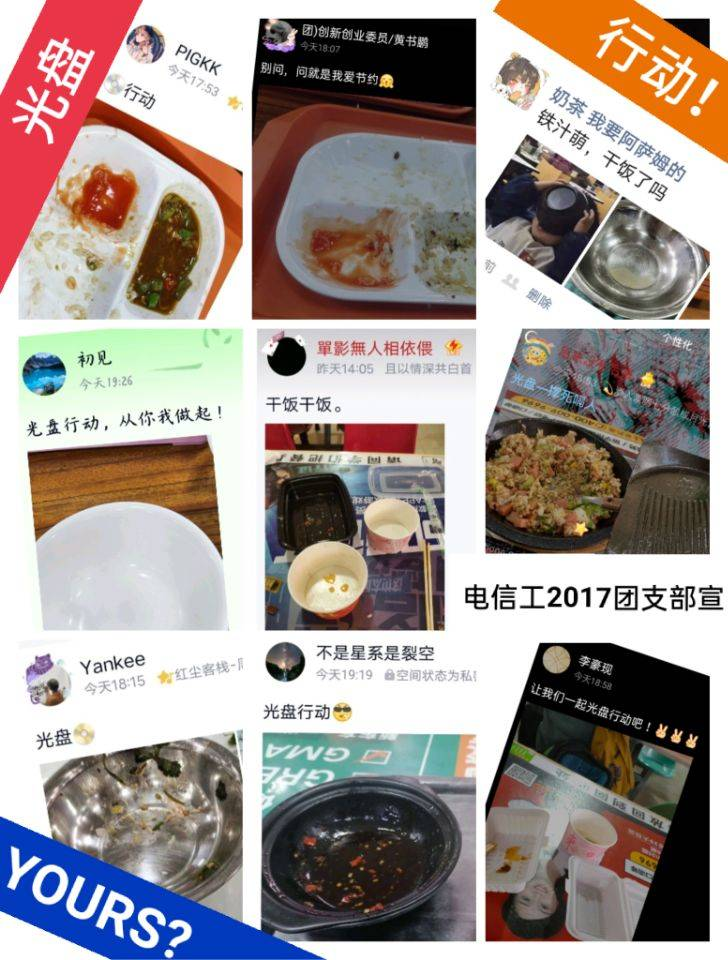 光盘
行动！
PIGKK
今天17:53
行动
团)创新创业委员/黄书鹏
今天18:07
别问，问就是我爱节约
奶茶 我要阿萨姆的
铁汁萌，干饭了吗
前
删除
初见
今天19:26
光盘行动，从你我做起！
單影無人相依偎
昨天14:05 且以情深共白首
干饭干饭。
个性化
电信工2017团支部宣
Yankee
今天18:15
红尘客栈-
光盘
不是星系是裂空
今天19:19
空间状态为私密
光盘行动
GMA
李豪现
今天18:58
让我们一起光盘行动吧！
YOURS?